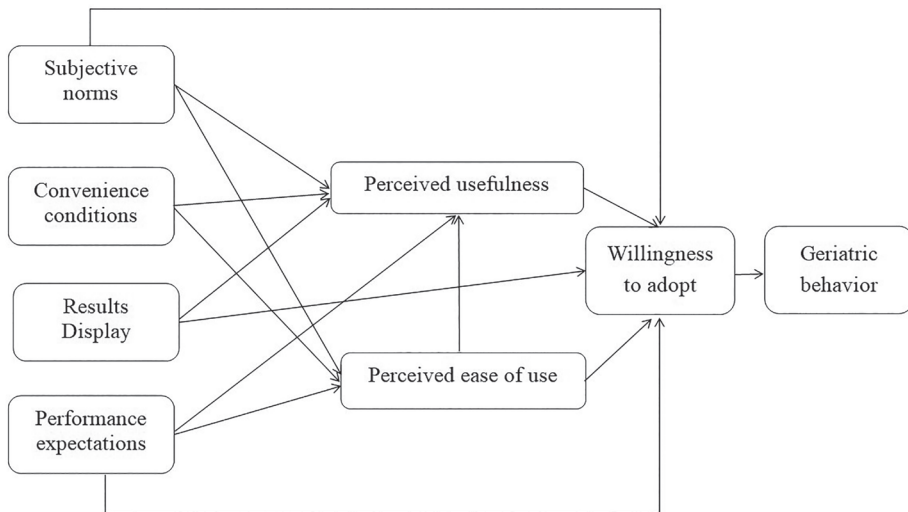 Subjective
norms
Convenience
conditions
Results
Display
Performance
expectations
Perceived usefulness
Perceived ease of use
Willingness
to adopt
Geriatric
behavior